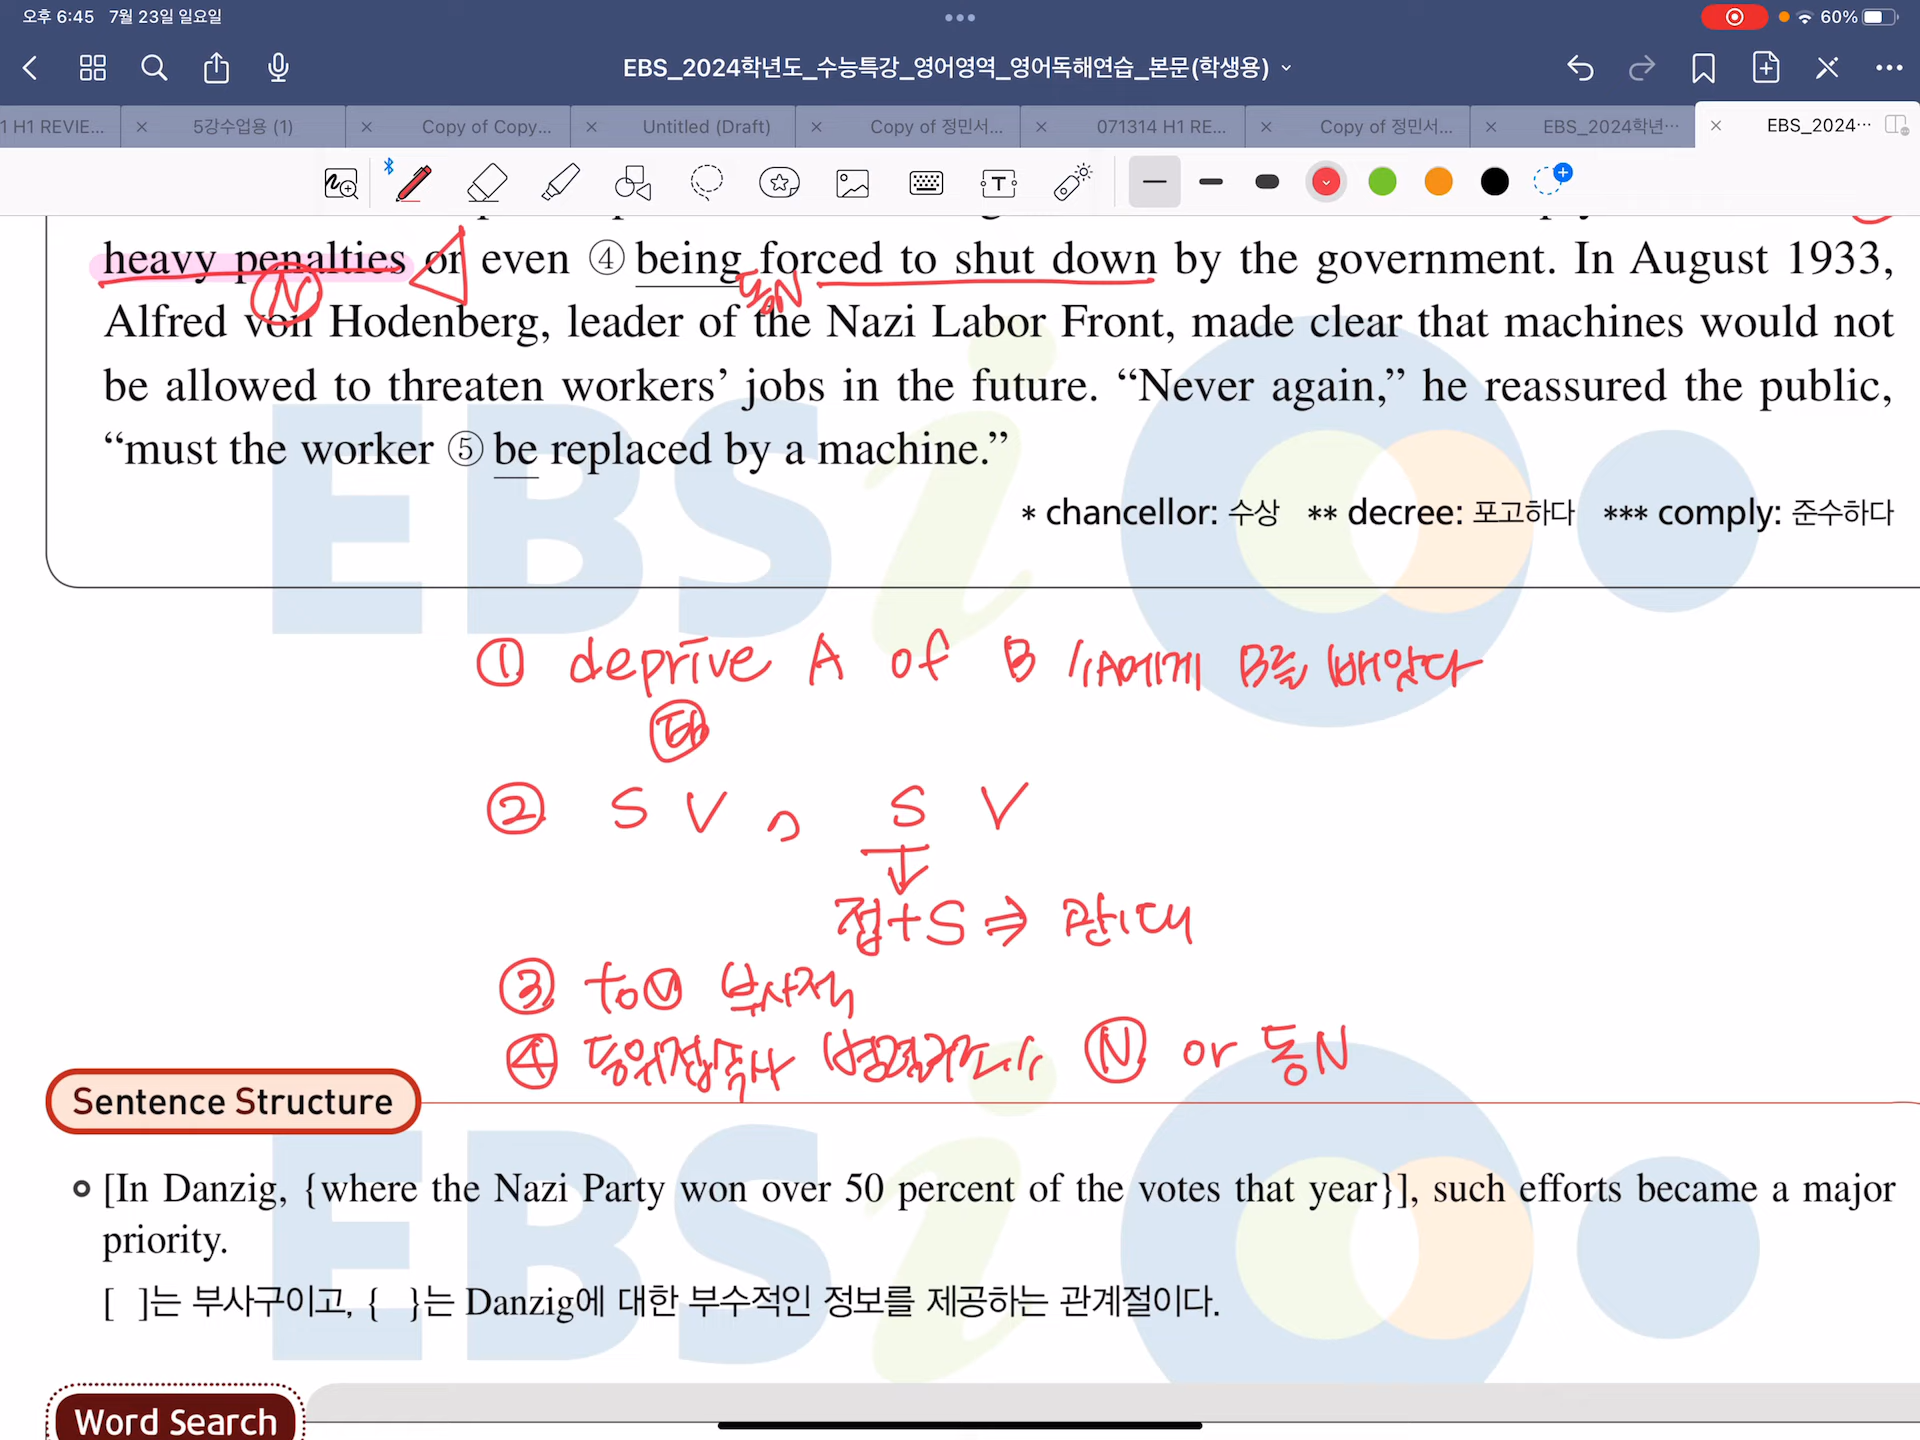 오후 6:45 7월 23일 일요일 60%
EBS_2024학년도_수능특강_영어영역_영어독해연습_본문(학생용)
1 H1 REVIE... 5강수업용 (1) Copy of Copy... Untitled (Draft) Copy of 정민서... 071314 H1 RE... Copy of 정민서... EBS_2024학년··· EBS_2024···
heavy penalties or even ④ being forced to shut down by the government. In August 1933,
N 동N
Alfred von Hodenberg, leader of the Nazi Labor Front, made clear that machines would not
be allowed to threaten workers’ jobs in the future. “Never again,” he reassured the public,
“must the worker ⑤ be replaced by a machine.”
* chancellor: 수상 ** decree: 포고하다 *** comply: 준수하다
① deprive A of B // A에게 B를 빼앗다
② S V , S V
접+S ⇒ 관·대
③ to V 부사적
④ 등위접속사 병렬구조 // N or 동N
Sentence Structure
[In Danzig, {where the Nazi Party won over 50 percent of the votes that year}], such efforts became a major
priority.
[ ]는 부사구이고, { }는 Danzig에 대한 부수적인 정보를 제공하는 관계절이다.
Word Search
EBSi
EBSi